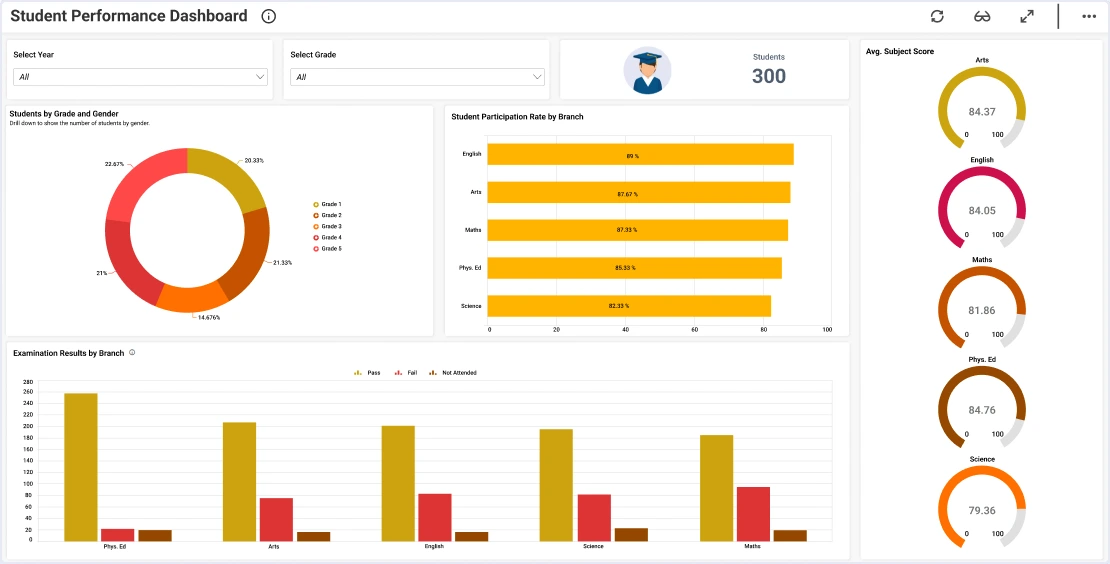 Student Performance Dashboard
Select Year
All
Select Grade
All
Students
300
Students by Grade and Gender
Drill down to show the number of students by gender.
22.67%
20.33%
21%
21.33%
14.676%
Grade 1
Grade 2
Grade 3
Grade 4
Grade 5
Student Participation Rate by Branch
English
89 %
Arts
87.67 %
Maths
87.33 %
Phys. Ed
85.33 %
Science
82.33 %
0 20 40 60 80 100
Examination Results by Branch
Pass Fail Not Attended
280
260
240
220
200
180
160
140
120
100
80
60
40
20
0
Phys. Ed Arts English Science Maths
Avg. Subject Score
Arts
84.37
0 100
English
84.05
0 100
Maths
81.86
0 100
Phys. Ed
84.76
0 100
Science
79.36
0 100